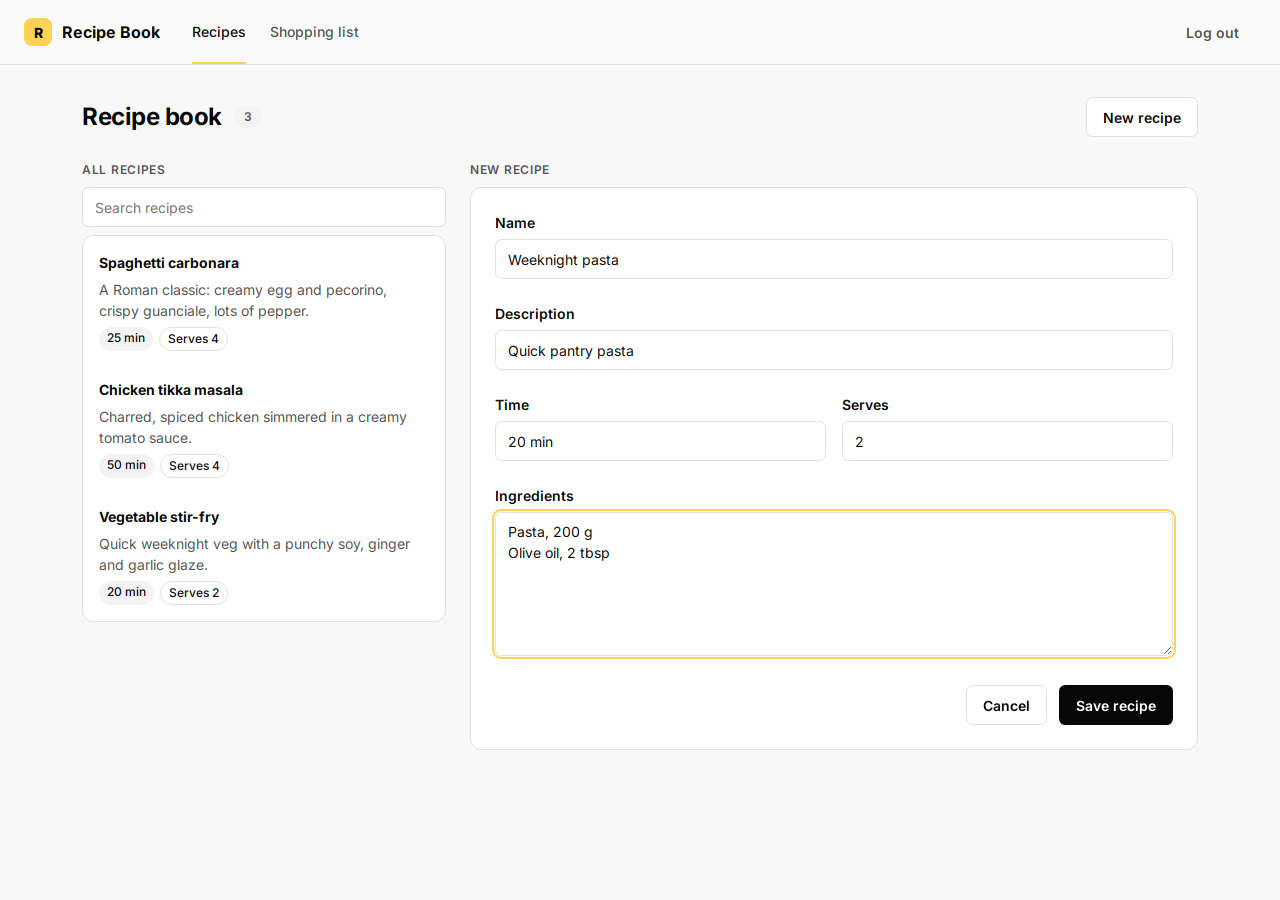 R
Recipe Book
Recipes
Shopping list
Log out
Recipe book
3
New recipe
ALL RECIPES
Search recipes
Spaghetti carbonara
A Roman classic: creamy egg and pecorino,
crispy guanciale, lots of pepper.
25 min
Serves 4
Chicken tikka masala
Charred, spiced chicken simmered in a creamy
tomato sauce.
50 min
Serves 4
Vegetable stir-fry
Quick weeknight veg with a punchy soy, ginger
and garlic glaze.
20 min
Serves 2
NEW RECIPE
Name
Weeknight pasta
Description
Quick pantry pasta
Time
Serves
20 min
2
Ingredients
Pasta, 200 g
Olive oil, 2 tbsp
Cancel
Save recipe